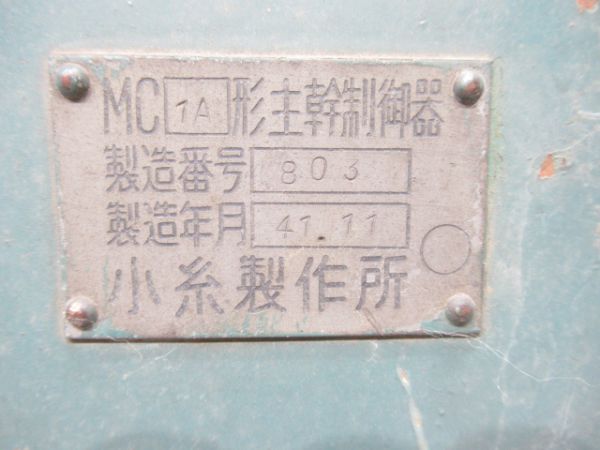 MC 1A 形主幹制御器
製造番号 803
製造年月 41.11
小糸製作所